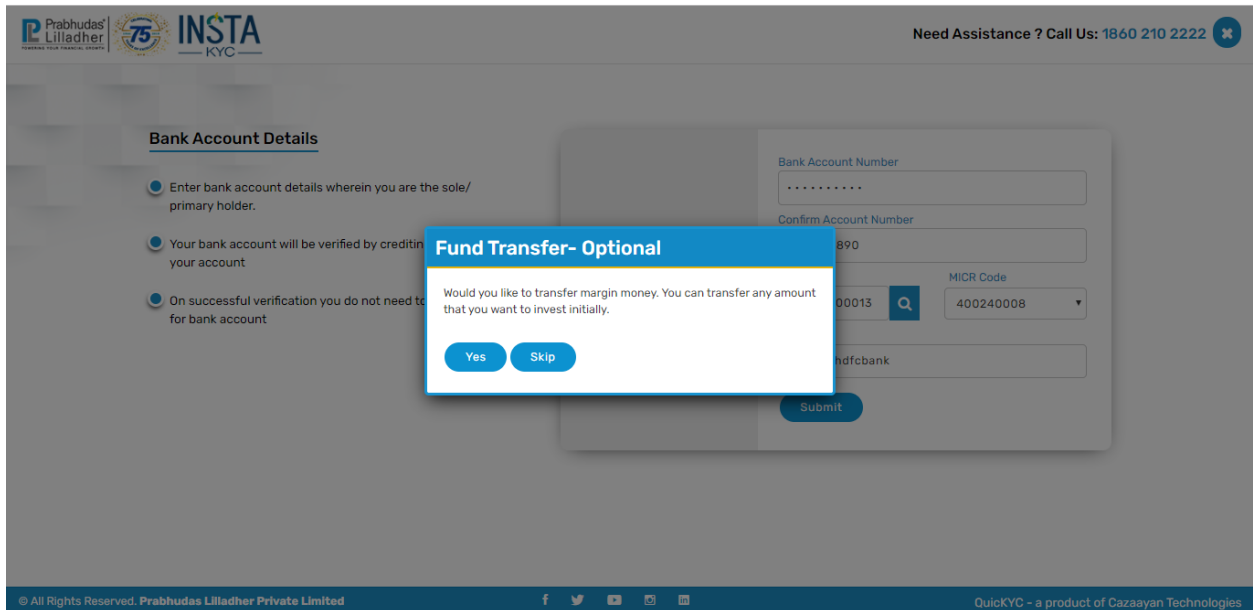 Prabhudas
Lilladher
POWERING YOUR FINANCIAL GROWTH
75
INSTA
KYC
Need Assistance ? Call Us: 1860 210 2222
Bank Account Details
Enter bank account details wherein you are the sole/
primary holder.
Your bank account will be verified by creditin
your account
On successful verification you do not need to
for bank account
Bank Account Number
..........
Confirm Account Number
890
MICR Code
00013
400240008
hdfcbank
Submit
Fund Transfer- Optional
Would you like to transfer margin money. You can transfer any amount
that you want to invest initially.
Yes
Skip
© All Rights Reserved. Prabhudas Lilladher Private Limited
QuicKYC - a product of Cazaayan Technologies